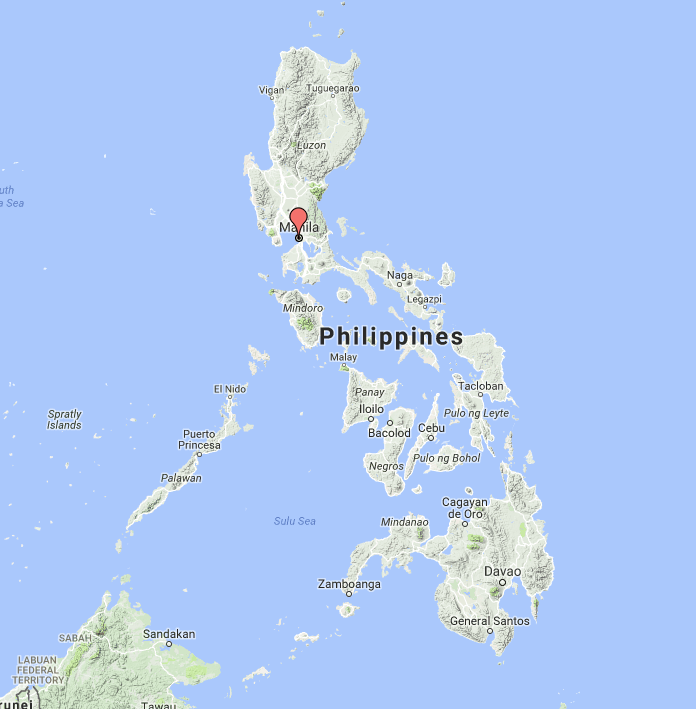 Vigan
Tuguegarao
Luzon
uth
a Sea
Manila
Naga
Legazpi
Mindoro
Philippines
Malay
El Nido
Panay
Tacloban
Spratly
Islands
Iloilo
Pulo ng Leyte
Bacolod
Cebu
Puerto
Princesa
Negros
Pulo ng Bohol
Palawan
Cagayan
de Oro
Sulu Sea
Mindanao
Davao
Zamboanga
General Santos
SABAH
Sandakan
LABUAN
FEDERAL
TERRITORY
runei
Tawau